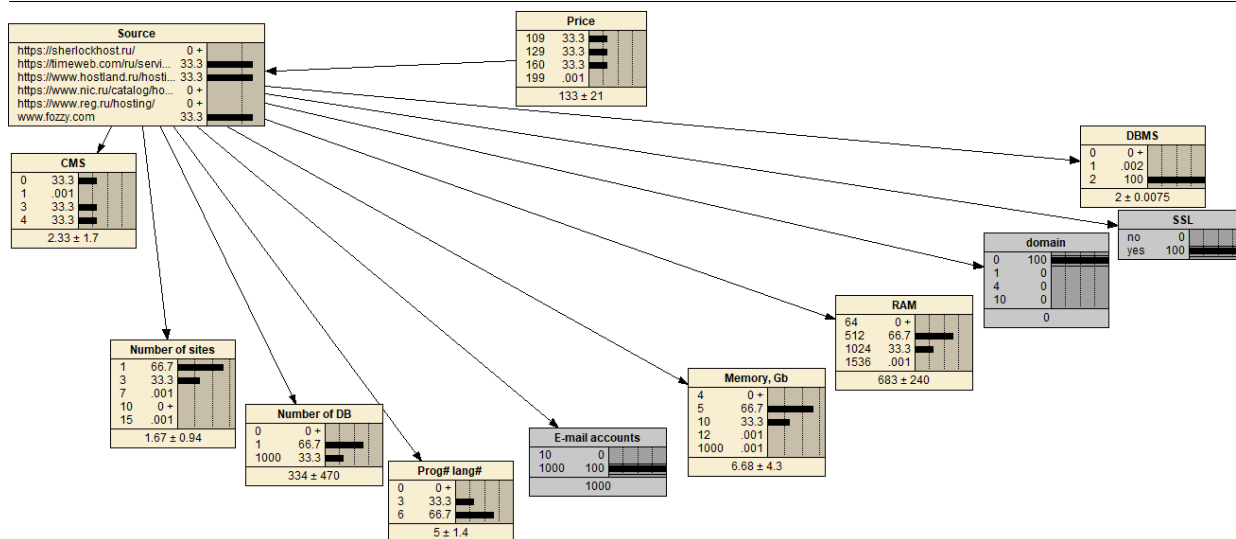 Source
https://sherlockhost.ru/ 0 +
https://timeweb.com/ru/servi... 33.3
https://www.hostland.ru/hosti... 33.3
https://www.nic.ru/catalog/ho... 0 +
https://www.reg.ru/hosting/ 0 +
www.fozzy.com 33.3
Price
109 33.3
129 33.3
160 33.3
199 .001
133 ± 21
DBMS
0 0 +
1 .002
2 100
2 ± 0.0075
CMS
0 33.3
1 .001
3 33.3
4 33.3
2.33 ± 1.7
SSL
no 0
yes 100
domain
0 100
1 0
4 0
10 0
0
RAM
64 0 +
512 66.7
1024 33.3
1536 .001
683 ± 240
Number of sites
1 66.7
3 33.3
7 .001
10 0 +
15 .001
1.67 ± 0.94
Memory, Gb
4 0 +
5 66.7
10 33.3
12 .001
1000 .001
6.68 ± 4.3
Number of DB
0 0 +
1 66.7
1000 33.3
334 ± 470
E-mail accounts
10 0
1000 100
1000
Prog# lang#
0 0 +
3 33.3
6 66.7
5 ± 1.4